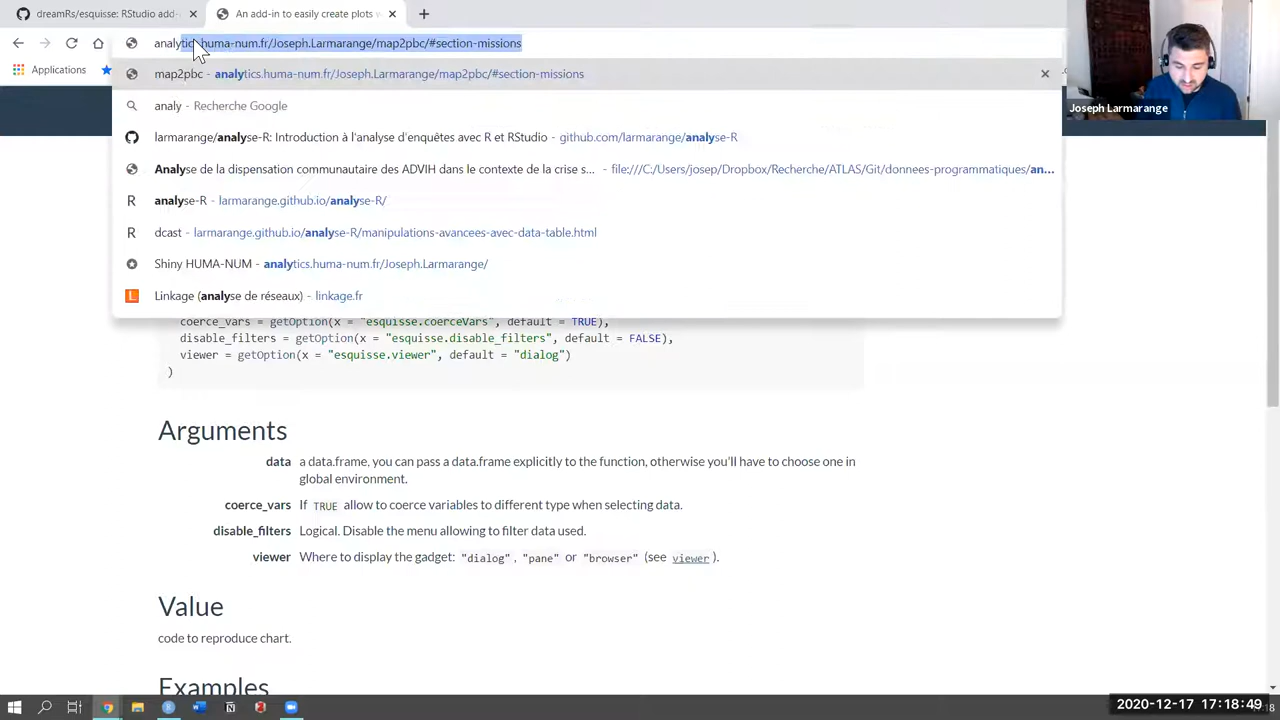 dreamRs/esquisse: RStudio add-
An add-in to easily create plots w
analytics.huma-num.fr/Joseph.Larmarange/map2pbc/#section-missions
Applications
map2pbc - analytics.huma-num.fr/Joseph.Larmarange/map2pbc/#section-missions
analy - Recherche Google
larmarange/analyse-R: Introduction à l'analyse d'enquêtes avec R et RStudio - github.com/larmarange/analyse-R
Analyse de la dispensation communautaire des ADVIH dans le contexte de la crise s... - file:///C:/Users/josep/Dropbox/Recherche/ATLAS/Git/donnees-programmatiques/an...
R analyse-R - larmarange.github.io/analyse-R/
R dcast - larmarange.github.io/analyse-R/manipulations-avancees-avec-data-table.html
Shiny HUMA-NUM - analytics.huma-num.fr/Joseph.Larmarange/
L Linkage (analyse de réseaux) - linkage.fr
Joseph Larmarange
coerce_vars = getOption(x = "esquisse.coerceVars", default = TRUE),
disable_filters = getOption(x = "esquisse.disable_filters", default = FALSE),
viewer = getOption(x = "esquisse.viewer", default = "dialog")
)
Arguments
data a data.frame, you can pass a data.frame explicitly to the function, otherwise you'll have to choose one in
global environment.
coerce_vars If TRUE allow to coerce variables to different type when selecting data.
disable_filters Logical. Disable the menu allowing to filter data used.
viewer Where to display the gadget: "dialog", "pane" or "browser" (see viewer).
Value
code to reproduce chart.
Examples
2020-12-17 17:18:49